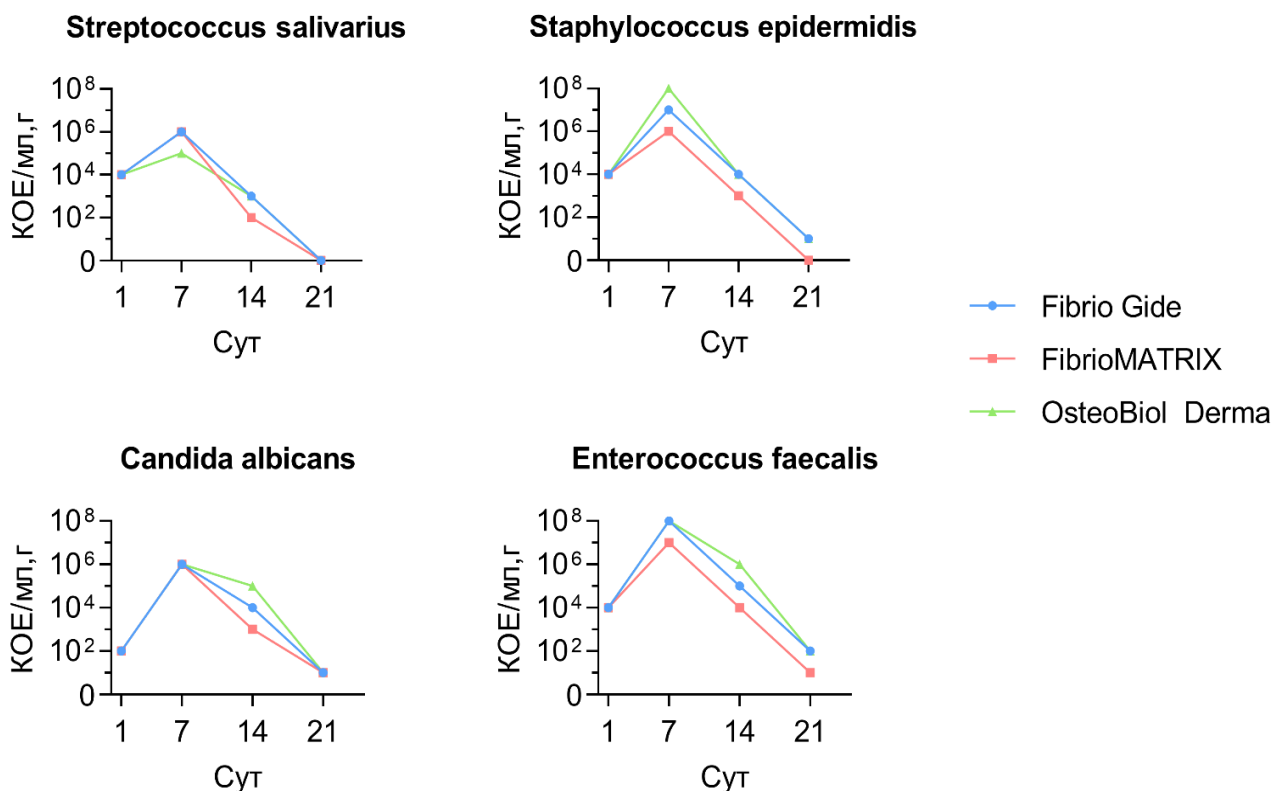 Streptococcus salivarius
КОЕ/мл,г
10⁸
10⁶
10⁴
10²
0
1 7 14 21
Сут
Staphylococcus epidermidis
КОЕ/мл,г
10⁸
10⁶
10⁴
10²
0
1 7 14 21
Сут
Fibrio Gide
FibrioMATRIX
OsteoBiol Derma
Candida albicans
КОЕ/мл,г
10⁸
10⁶
10⁴
10²
0
1 7 14 21
Сут
Enterococcus faecalis
КОЕ/мл,г
10⁸
10⁶
10⁴
10²
0
1 7 14 21
Сут